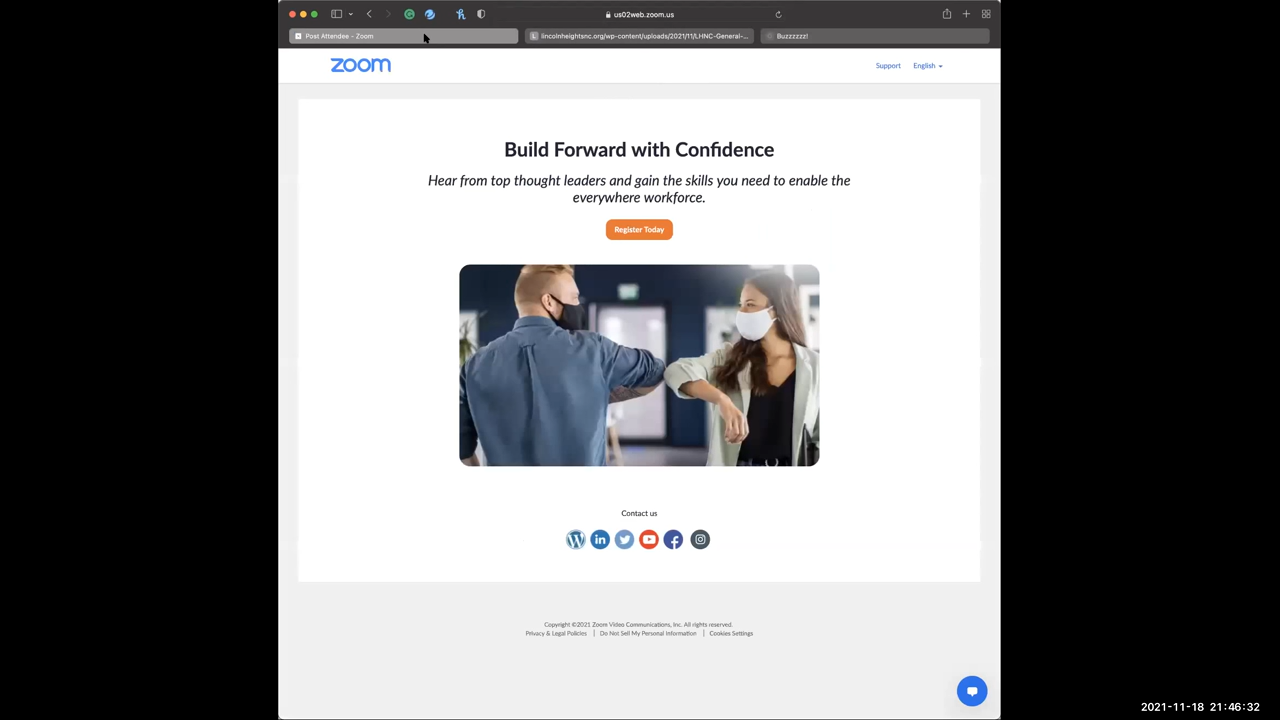 us02web.zoom.us
Post Attendee - Zoom
lincolnheightsnc.org/wp-content/uploads/2021/11/LHNC-General-...
Buzzzzzz!
zoom
Support
English
Build Forward with Confidence
Hear from top thought leaders and gain the skills you need to enable the
everywhere workforce.
Register Today
Contact us
Copyright ©2021 Zoom Video Communications, Inc. All rights reserved.
Privacy & Legal Policies | Do Not Sell My Personal Information | Cookies Settings
2021-11-18 21:46:32